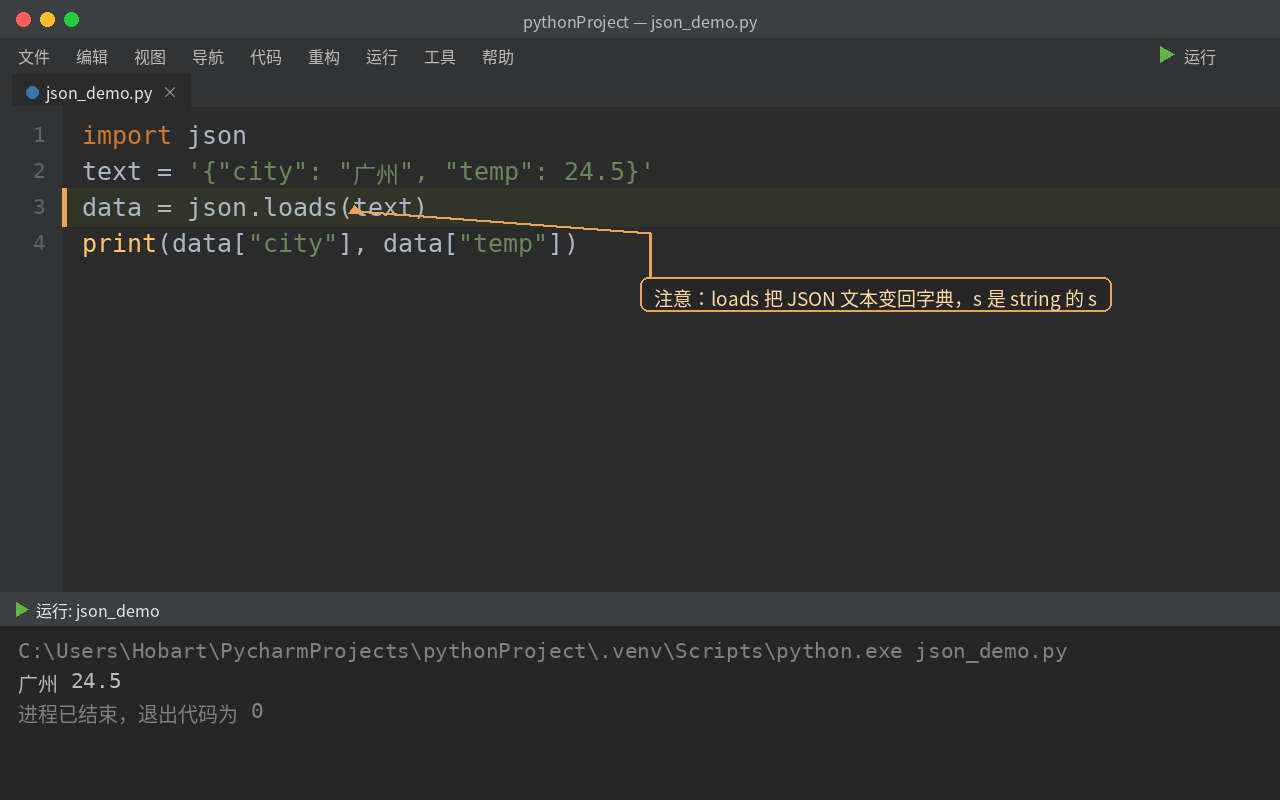 pythonProject — json_demo.py
文件 编辑 视图 导航 代码 重构 运行 工具 帮助 运行
json_demo.py ×
1 import json
2 text = '{"city": "广州", "temp": 24.5}'
3 data = json.loads(text)
4 print(data["city"], data["temp"])
注意：loads 把 JSON 文本变回字典，s 是 string 的 s
运行: json_demo
C:\Users\Hobart\PycharmProjects\pythonProject\.venv\Scripts\python.exe json_demo.py
广州 24.5
进程已结束，退出代码为 0